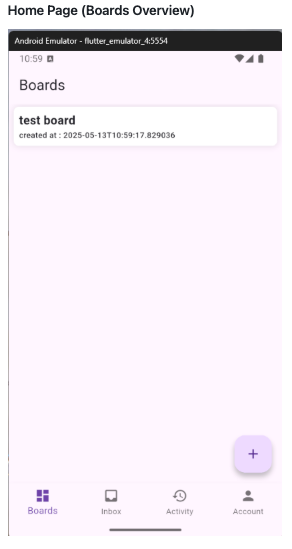 Home Page (Boards Overview)
Android Emulator - flutter_emulator_4:5554
10:59
Boards
test board
created at : 2025-05-13T10:59:17.829036
Boards Inbox Activity Account